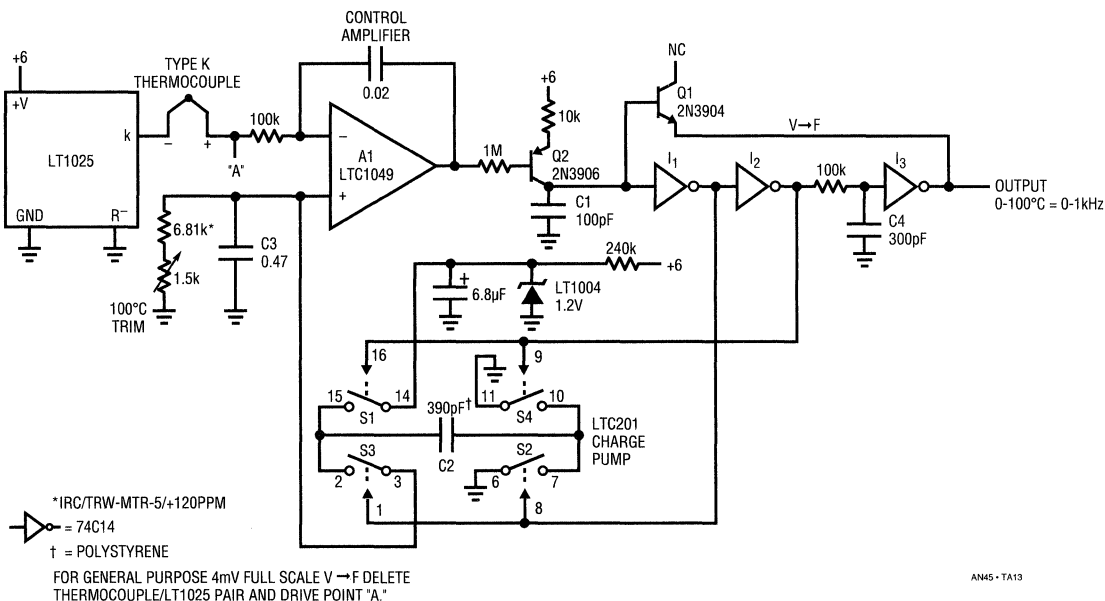 CONTROL
AMPLIFIER
+6
TYPE K
THERMOCOUPLE
0.02
NC
+V
k
LT1025
GND
R⁻
–
+
100k
"A"
–
A1
LTC1049
+
1M
+6
10k
Q2
2N3906
C1
100pF
Q1
2N3904
V→F
I1
I2
100k
I3
C4
300pF
OUTPUT
0-100°C = 0-1kHz
6.81k*
1.5k
100°C
TRIM
C3
0.47
+
6.8µF
LT1004
1.2V
240k
+6
16
9
15
14
S1
11
10
S4
390pF†
C2
LTC201
CHARGE
PUMP
S3
2
3
1
S2
6
7
8
*IRC/TRW-MTR-5/+120PPM
= 74C14
† = POLYSTYRENE
FOR GENERAL PURPOSE 4mV FULL SCALE V→F DELETE
THERMOCOUPLE/LT1025 PAIR AND DRIVE POINT "A."
AN45 • TA13